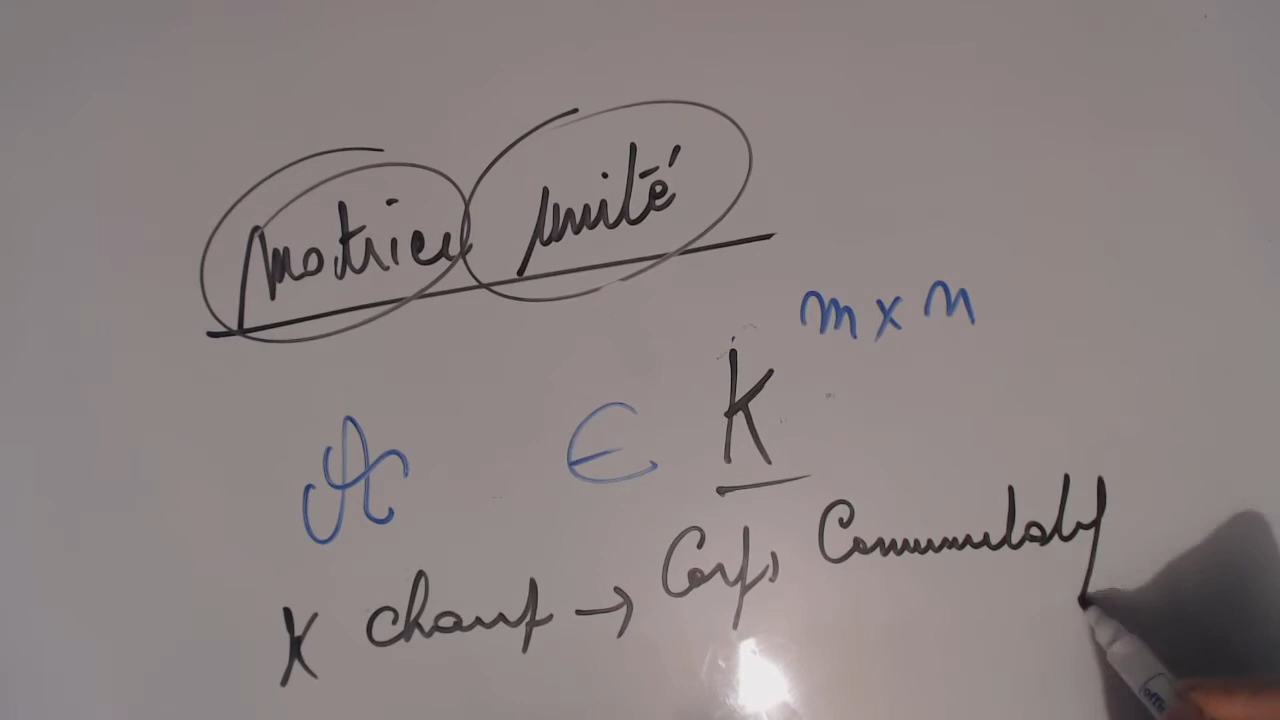 Matrice unité
A ∈ K^{m×n}
K champ → Corps Commutatif